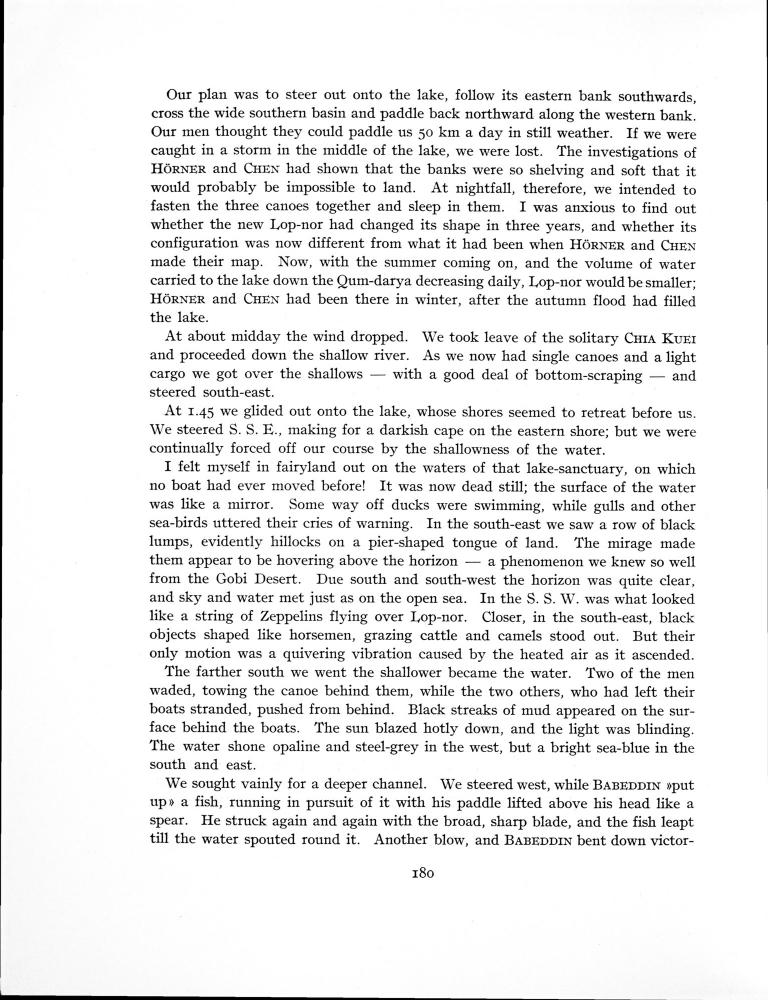 Our plan was to steer out onto the lake, follow its eastern bank southwards,
cross the wide southern basin and paddle back northward along the western bank.
Our men thought they could paddle us 50 km a day in still weather. If we were
caught in a storm in the middle of the lake, we were lost. The investigations of
HÖRNER and CHEN had shown that the banks were so shelving and soft that it
would probably be impossible to land. At nightfall, therefore, we intended to
fasten the three canoes together and sleep in them. I was anxious to find out
whether the new Lop-nor had changed its shape in three years, and whether its
configuration was now different from what it had been when HÖRNER and CHEN
made their map. Now, with the summer coming on, and the volume of water
carried to the lake down the Qum-darya decreasing daily, Lop-nor would be smaller;
HÖRNER and CHEN had been there in winter, after the autumn flood had filled
the lake.
At about midday the wind dropped. We took leave of the solitary CHIA KUEI
and proceeded down the shallow river. As we now had single canoes and a light
cargo we got over the shallows — with a good deal of bottom-scraping — and
steered south-east.
At 1.45 we glided out onto the lake, whose shores seemed to retreat before us.
We steered S. S. E., making for a darkish cape on the eastern shore; but we were
continually forced off our course by the shallowness of the water.
I felt myself in fairyland out on the waters of that lake-sanctuary, on which
no boat had ever moved before! It was now dead still; the surface of the water
was like a mirror. Some way off ducks were swimming, while gulls and other
sea-birds uttered their cries of warning. In the south-east we saw a row of black
lumps, evidently hillocks on a pier-shaped tongue of land. The mirage made
them appear to be hovering above the horizon — a phenomenon we knew so well
from the Gobi Desert. Due south and south-west the horizon was quite clear,
and sky and water met just as on the open sea. In the S. S. W. was what looked
like a string of Zeppelins flying over Lop-nor. Closer, in the south-east, black
objects shaped like horsemen, grazing cattle and camels stood out. But their
only motion was a quivering vibration caused by the heated air as it ascended.
The farther south we went the shallower became the water. Two of the men
waded, towing the canoe behind them, while the two others, who had left their
boats stranded, pushed from behind. Black streaks of mud appeared on the sur-
face behind the boats. The sun blazed hotly down, and the light was blinding.
The water shone opaline and steel-grey in the west, but a bright sea-blue in the
south and east.
We sought vainly for a deeper channel. We steered west, while BABEDDIN »put
up» a fish, running in pursuit of it with his paddle lifted above his head like a
spear. He struck again and again with the broad, sharp blade, and the fish leapt
till the water spouted round it. Another blow, and BABEDDIN bent down victor-
180